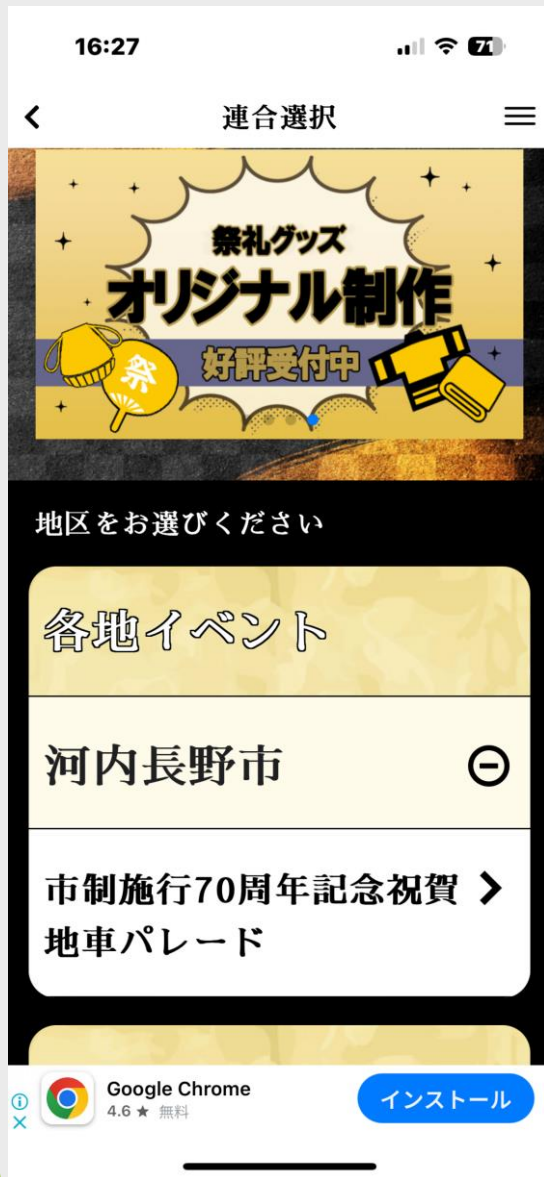 16:27
71
連合選択
祭礼グッズ
オリジナル制作
好評受付中
祭
地区をお選びください
各地イベント
河内長野市
市制施行70周年記念祝賀
地車パレード
Google Chrome
4.6 ★ 無料
インストール